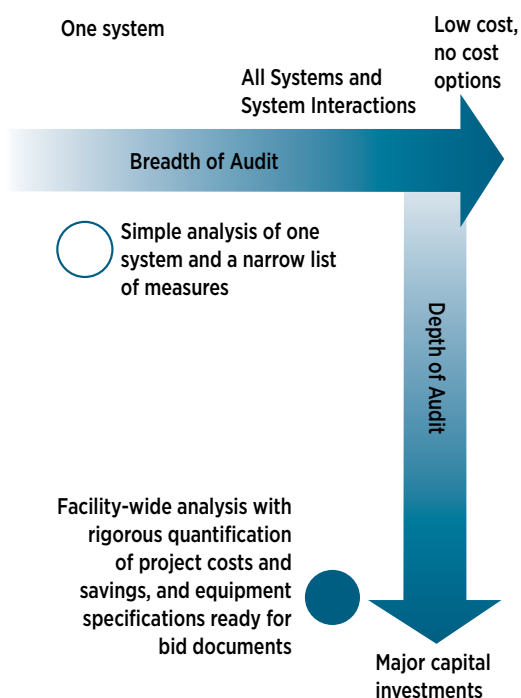 One system
Low cost,
no cost
options
All Systems and
System Interactions
Breadth of Audit
Simple analysis of one
system and a narrow list
of measures
Depth of Audit
Facility-wide analysis with
rigorous quantification
of project costs and
savings, and equipment
specifications ready for
bid documents
Major capital
investments